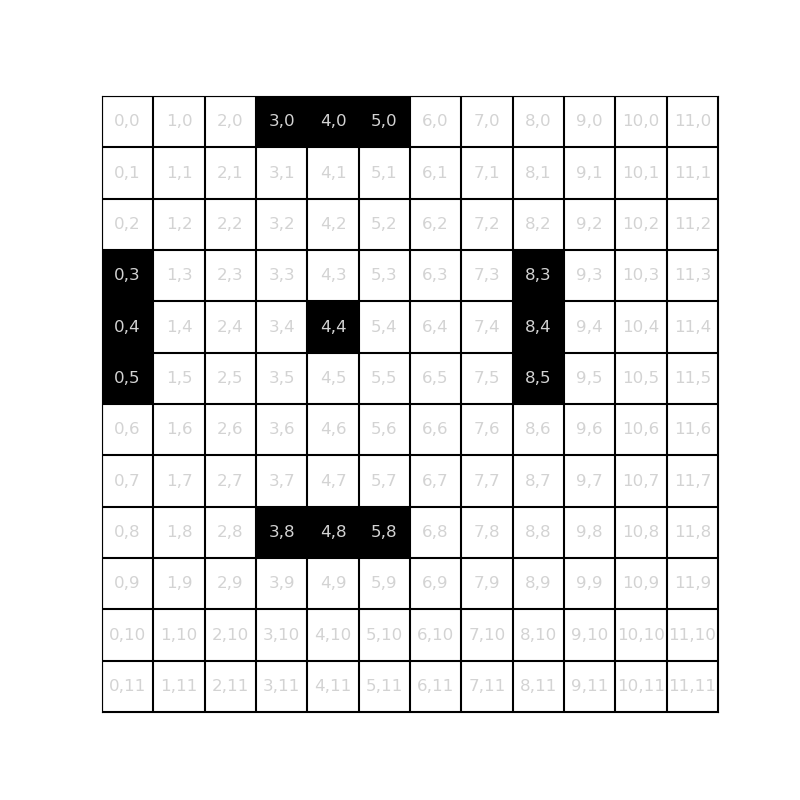 0,0 1,0 2,0 3,0 4,0 5,0 6,0 7,0 8,0 9,0 10,0 11,0
0,1 1,1 2,1 3,1 4,1 5,1 6,1 7,1 8,1 9,1 10,1 11,1
0,2 1,2 2,2 3,2 4,2 5,2 6,2 7,2 8,2 9,2 10,2 11,2
0,3 1,3 2,3 3,3 4,3 5,3 6,3 7,3 8,3 9,3 10,3 11,3
0,4 1,4 2,4 3,4 4,4 5,4 6,4 7,4 8,4 9,4 10,4 11,4
0,5 1,5 2,5 3,5 4,5 5,5 6,5 7,5 8,5 9,5 10,5 11,5
0,6 1,6 2,6 3,6 4,6 5,6 6,6 7,6 8,6 9,6 10,6 11,6
0,7 1,7 2,7 3,7 4,7 5,7 6,7 7,7 8,7 9,7 10,7 11,7
0,8 1,8 2,8 3,8 4,8 5,8 6,8 7,8 8,8 9,8 10,8 11,8
0,9 1,9 2,9 3,9 4,9 5,9 6,9 7,9 8,9 9,9 10,9 11,9
0,10 1,10 2,10 3,10 4,10 5,10 6,10 7,10 8,10 9,10 10,10 11,10
0,11 1,11 2,11 3,11 4,11 5,11 6,11 7,11 8,11 9,11 10,11 11,11